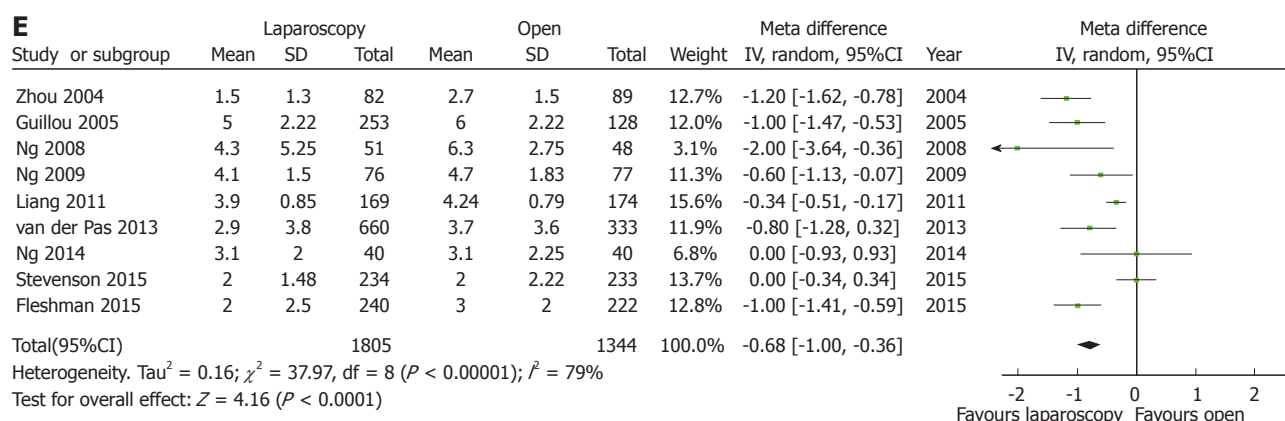 E
Laparoscopy Open Meta difference Meta difference
Study or subgroup Mean SD Total Mean SD Total Weight IV, random, 95%CI Year IV, random, 95%CI
Zhou 2004 1.5 1.3 82 2.7 1.5 89 12.7% -1.20 [-1.62, -0.78] 2004
Guillou 2005 5 2.22 253 6 2.22 128 12.0% -1.00 [-1.47, -0.53] 2005
Ng 2008 4.3 5.25 51 6.3 2.75 48 3.1% -2.00 [-3.64, -0.36] 2008
Ng 2009 4.1 1.5 76 4.7 1.83 77 11.3% -0.60 [-1.13, -0.07] 2009
Liang 2011 3.9 0.85 169 4.24 0.79 174 15.6% -0.34 [-0.51, -0.17] 2011
van der Pas 2013 2.9 3.8 660 3.7 3.6 333 11.9% -0.80 [-1.28, 0.32] 2013
Ng 2014 3.1 2 40 3.1 2.25 40 6.8% 0.00 [-0.93, 0.93] 2014
Stevenson 2015 2 1.48 234 2 2.22 233 13.7% 0.00 [-0.34, 0.34] 2015
Fleshman 2015 2 2.5 240 3 2 222 12.8% -1.00 [-1.41, -0.59] 2015
Total(95%CI) 1805 1344 100.0% -0.68 [-1.00, -0.36]
Heterogeneity. Tau² = 0.16; χ² = 37.97, df = 8 (P < 0.00001); I² = 79%
Test for overall effect: Z = 4.16 (P < 0.0001)
-2 -1 0 1 2
Favours laparoscopy Favours open